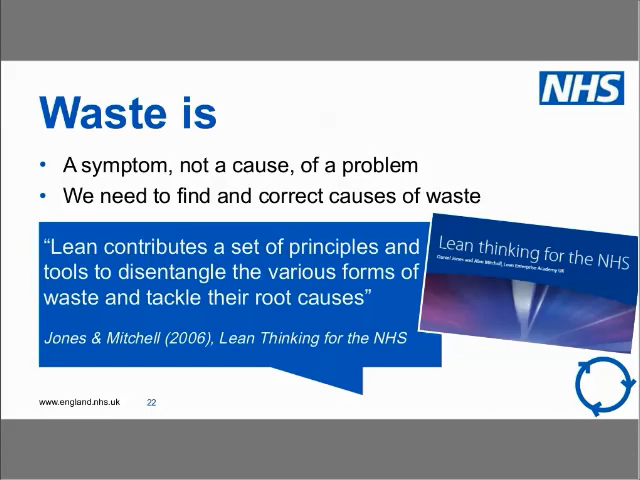 NHS
Waste is
• A symptom, not a cause, of a problem
• We need to find and correct causes of waste
“Lean contributes a set of principles and
tools to disentangle the various forms of
waste and tackle their root causes”
Jones & Mitchell (2006), Lean Thinking for the NHS
Lean thinking for the NHS
Daniel Jones and Alan Mitchell, Lean Enterprise Academy UK
www.england.nhs.uk
22